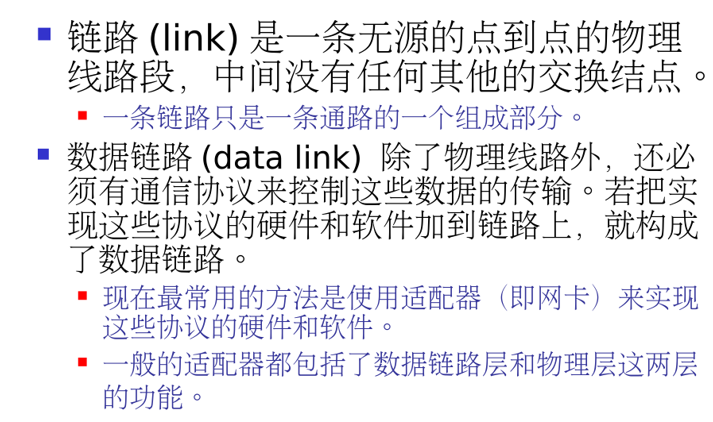 链路 (link) 是一条无源的点到点的物理
线路段，中间没有任何其他的交换结点。
一条链路只是一条通路的一个组成部分。
数据链路 (data link) 除了物理线路外，还必
须有通信协议来控制这些数据的传输。若把实
现这些协议的硬件和软件加到链路上，就构成
了数据链路。
现在最常用的方法是使用适配器（即网卡）来实现
这些协议的硬件和软件。
一般的适配器都包括了数据链路层和物理层这两层
的功能。